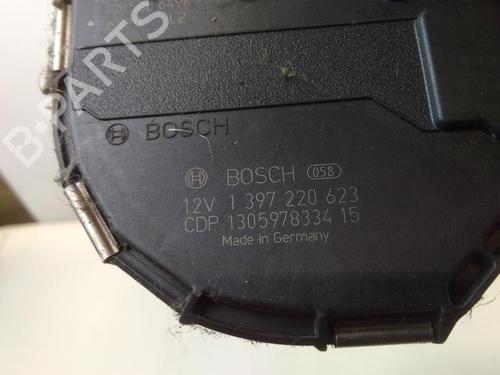 B-PARTS
BOSCH
BOSCH 058
12V 1 397 220 623
CDP 1305978334 15
Made in Germany